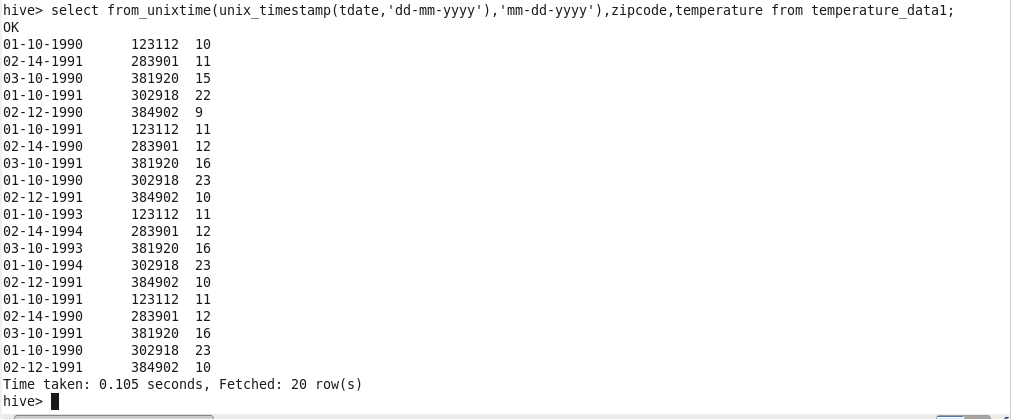 hive> select from_unixtime(unix_timestamp(tdate,'dd-mm-yyyy'),'mm-dd-yyyy'),zipcode,temperature from temperature_data1;
OK
01-10-1990 123112 10
02-14-1991 283901 11
03-10-1990 381920 15
01-10-1991 302918 22
02-12-1990 384902 9
01-10-1991 123112 11
02-14-1990 283901 12
03-10-1991 381920 16
01-10-1990 302918 23
02-12-1991 384902 10
01-10-1993 123112 11
02-14-1994 283901 12
03-10-1993 381920 16
01-10-1994 302918 23
02-12-1991 384902 10
01-10-1991 123112 11
02-14-1990 283901 12
03-10-1991 381920 16
01-10-1990 302918 23
02-12-1991 384902 10
Time taken: 0.105 seconds, Fetched: 20 row(s)
hive>